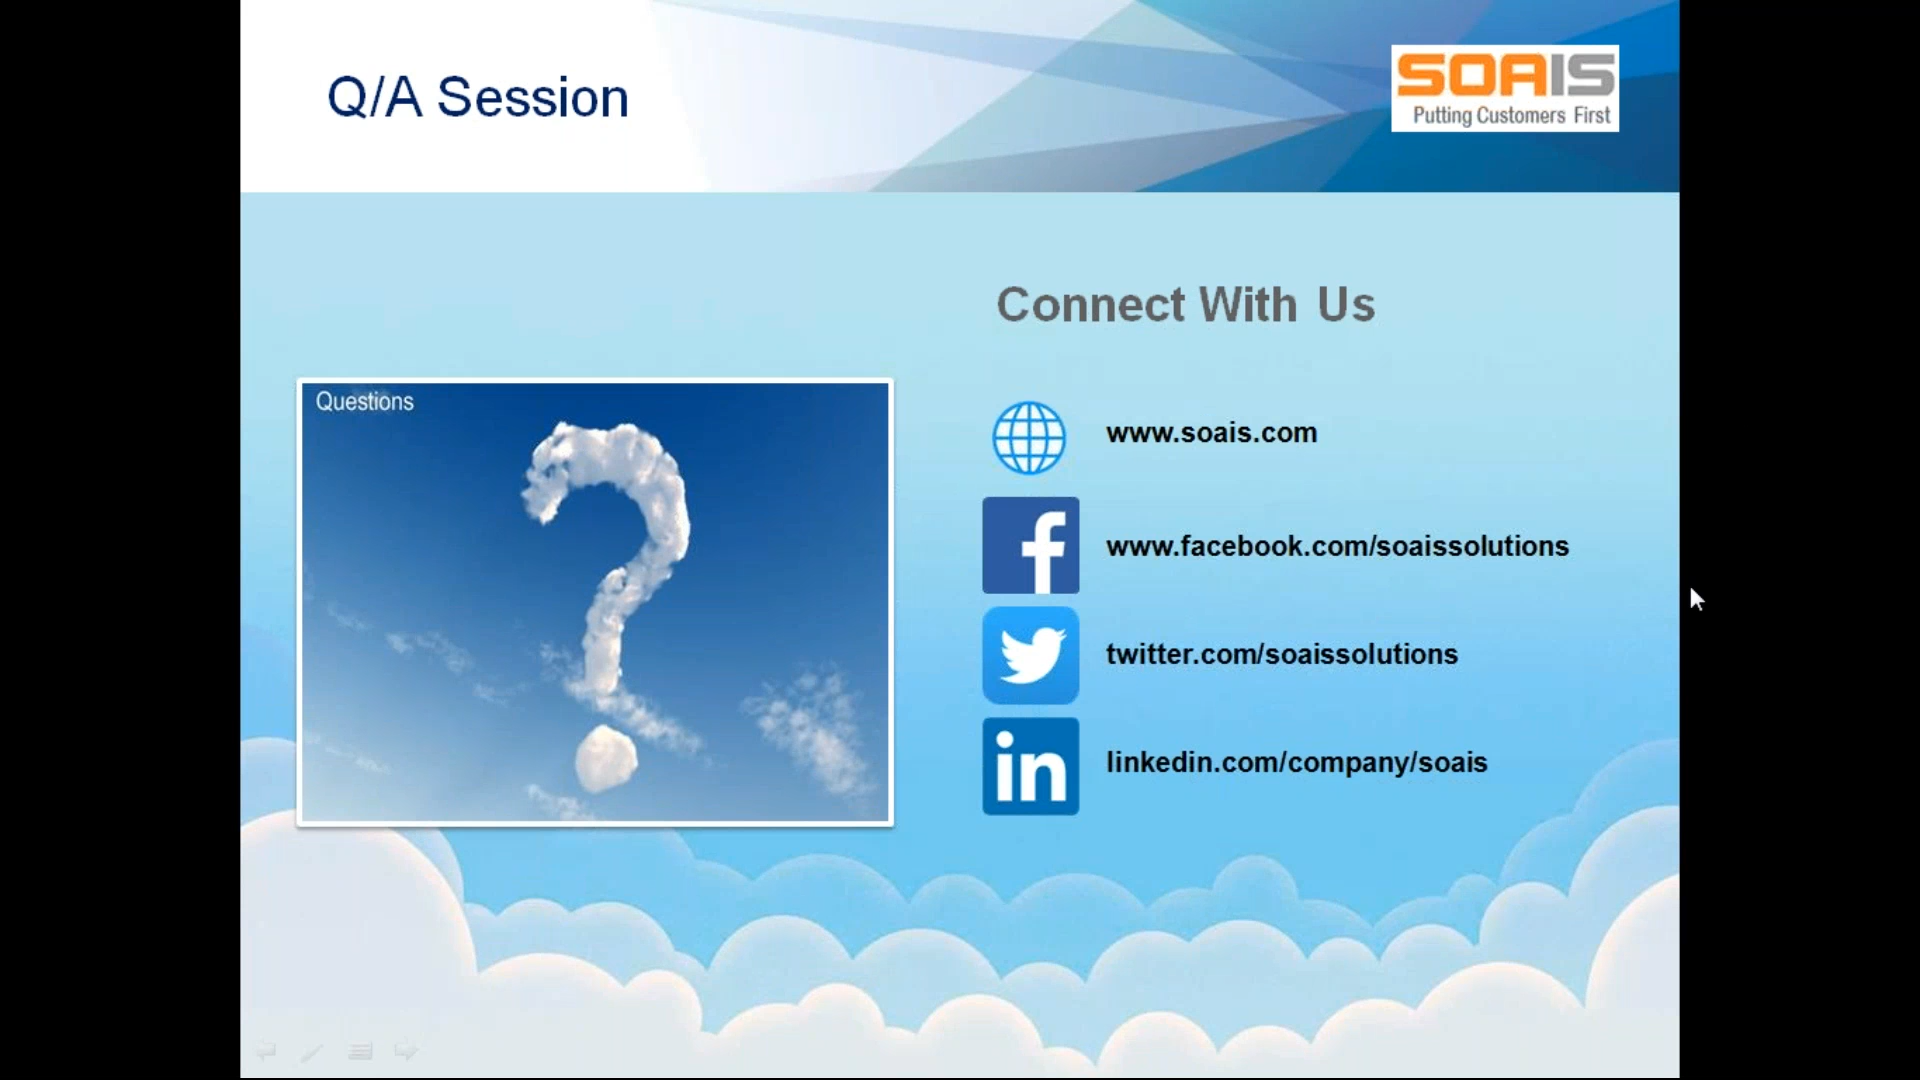 Q/A Session
SOAIS
Putting Customers First
Connect With Us
Questions
www.soais.com
www.facebook.com/soaissolutions
twitter.com/soaissolutions
linkedin.com/company/soais